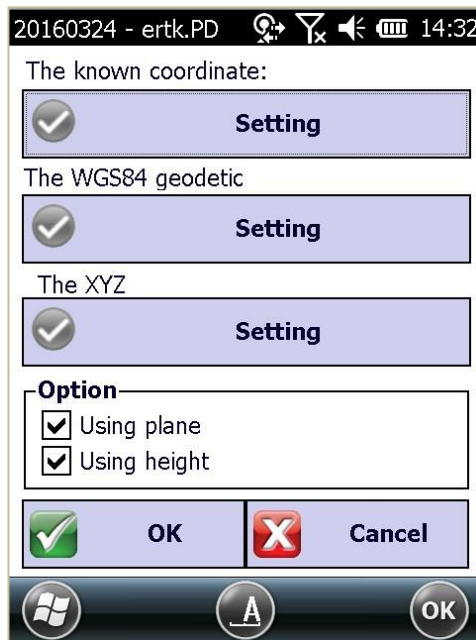 20160324 - ertk.PD 14:32
The known coordinate:
Setting
The WGS84 geodetic
Setting
The XYZ
Setting
Option
Using plane
Using height
OK Cancel
A OK